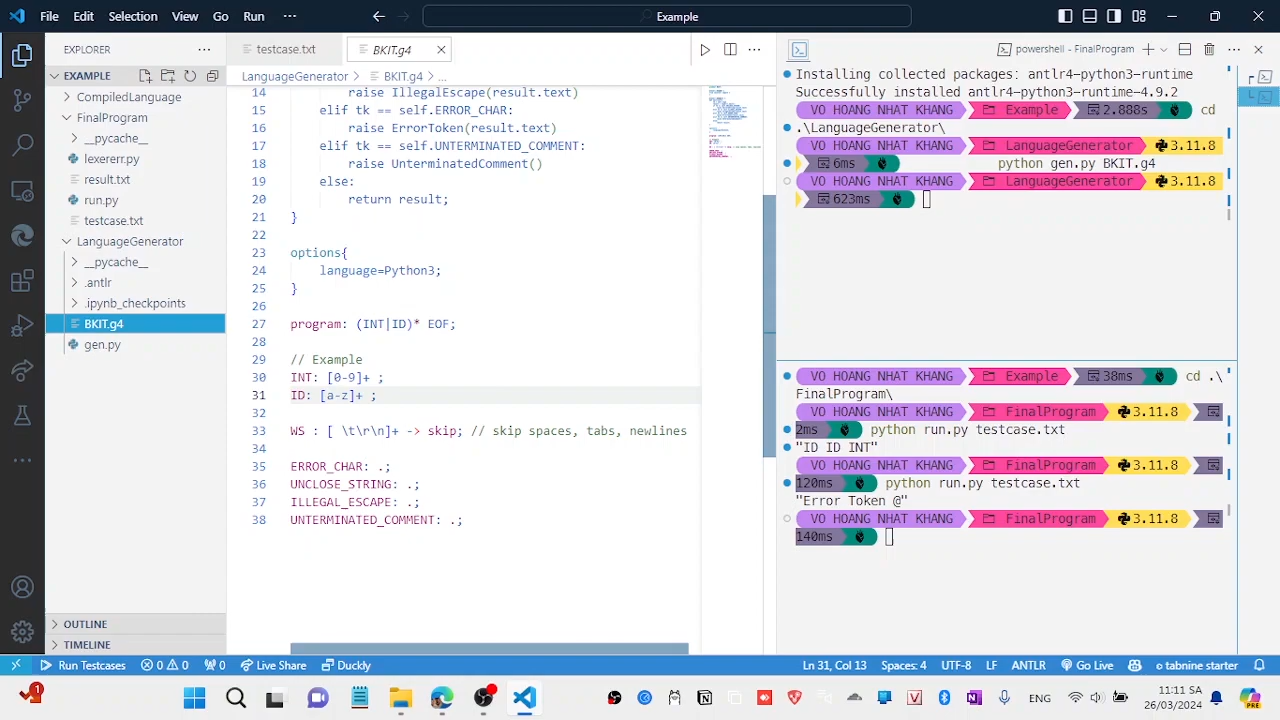 File Edit Selection View Go Run ··· Example
EXPLORER
EXAMPLE
CompiledLanguage
FinalProgram
__pycache__
lexererr.py
result.txt
run.py
testcase.txt
LanguageGenerator
__pycache__
.antlr
.ipynb_checkpoints
BKIT.g4
gen.py
OUTLINE
TIMELINE
testcase.txt BKIT.g4
LanguageGenerator > BKIT.g4 > ...
14 raise IllegalEscape(result.text)
15 elif tk == self.ERROR_CHAR:
16 raise ErrorToken(result.text)
17 elif tk == self.UNTERMINATED_COMMENT:
18 raise UnterminatedComment()
19 else:
20 return result;
21 }
22
23 options{
24 language=Python3;
25 }
26
27 program: (INT|ID)* EOF;
28
29 // Example
30 INT: [0-9]+ ;
31 ID: [a-z]+ ;
32
33 WS : [ \t\r\n]+ -> skip; // skip spaces, tabs, newlines
34
35 ERROR_CHAR: .;
36 UNCLOSE_STRING: .;
37 ILLEGAL_ESCAPE: .;
38 UNTERMINATED_COMMENT: .;
powershell - FinalProgram
Installing collected packages: antlr4-python3-runtime
Successfully installed antlr4-python3-runtime-4.9.2
VO HOANG NHAT KHANG Example 2.888s cd
.\LanguageGenerator\
VO HOANG NHAT KHANG LanguageGenerator 3.11.8
6ms python gen.py BKIT.g4
VO HOANG NHAT KHANG LanguageGenerator 3.11.8
623ms
VO HOANG NHAT KHANG Example 38ms cd .\
FinalProgram\
VO HOANG NHAT KHANG FinalProgram 3.11.8
2ms python run.py testcase.txt
"ID ID INT"
VO HOANG NHAT KHANG FinalProgram 3.11.8
120ms python run.py testcase.txt
"Error Token @"
VO HOANG NHAT KHANG FinalProgram 3.11.8
140ms
Run Testcases 0 0 0 Live Share Duckly Ln 31, Col 13 Spaces: 4 UTF-8 LF ANTLR Go Live tabnine starter
1 ENG 11:11 SA
26/03/2024
PRE